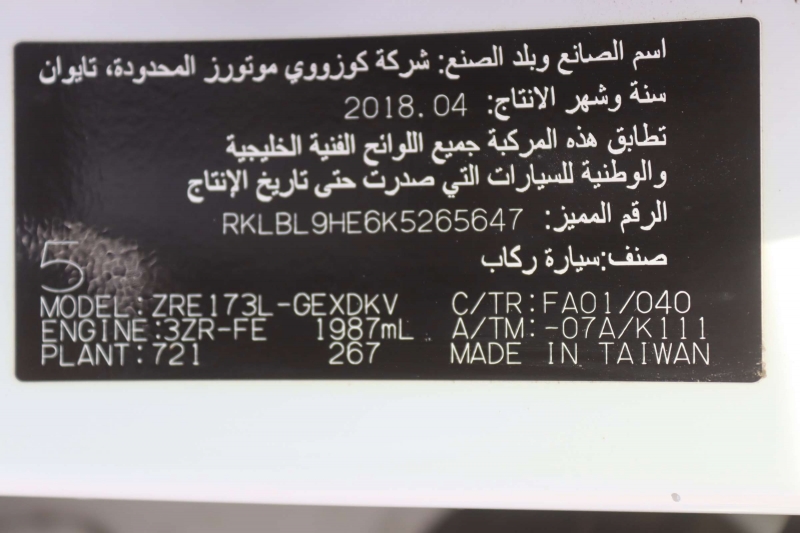 اسم الصانع وبلد الصنع: شركة كوزووي موتورز المحدودة، تايوان
سنة وشهر الانتاج: 2018.04
تطابق هذه المركبة جميع اللوائح الفنية الخليجية
والوطنية للسيارات التي صدرت حتى تاريخ الإنتاج
الرقم المميز: RKLBL9HE6K5265647
صنف:سيارة ركاب
5
MODEL:ZRE173L-GEXDKV C/TR:FA01/040
ENGINE:3ZR-FE 1987mL A/TM:-07A/K111
PLANT:721 267 MADE IN TAIWAN